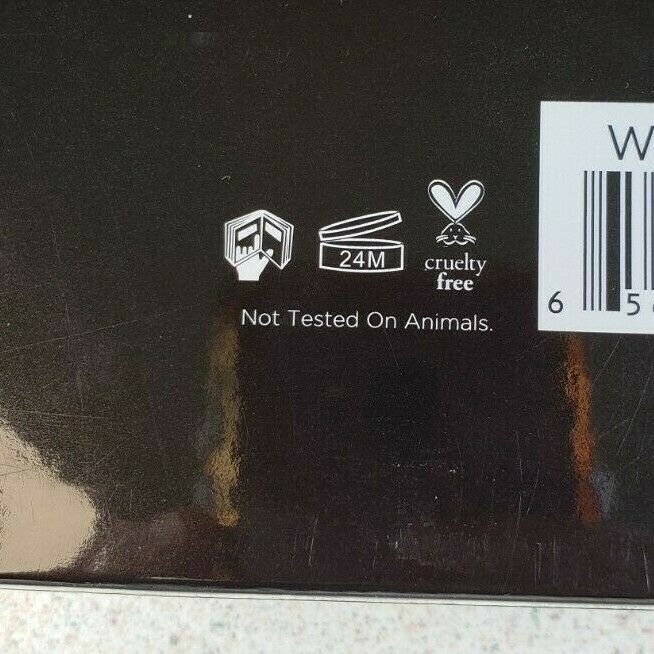 W
24M
cruelty
free
6 5
Not Tested On Animals.